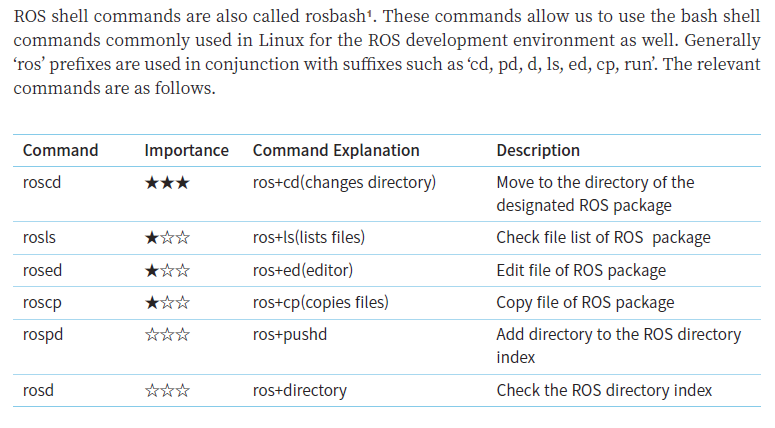 ROS shell commands are also called rosbash¹. These commands allow us to use the bash shell
commands commonly used in Linux for the ROS development environment as well. Generally
‘ros’ prefixes are used in conjunction with suffixes such as ‘cd, pd, d, ls, ed, cp, run’. The relevant
commands are as follows.
Command Importance Command Explanation Description
roscd ★★★ ros+cd(changes directory) Move to the directory of the
designated ROS package
rosls ★☆☆ ros+ls(lists files) Check file list of ROS package
rosed ★☆☆ ros+ed(editor) Edit file of ROS package
roscp ★☆☆ ros+cp(copies files) Copy file of ROS package
rospd ☆☆☆ ros+pushd Add directory to the ROS directory
index
rosd ☆☆☆ ros+directory Check the ROS directory index